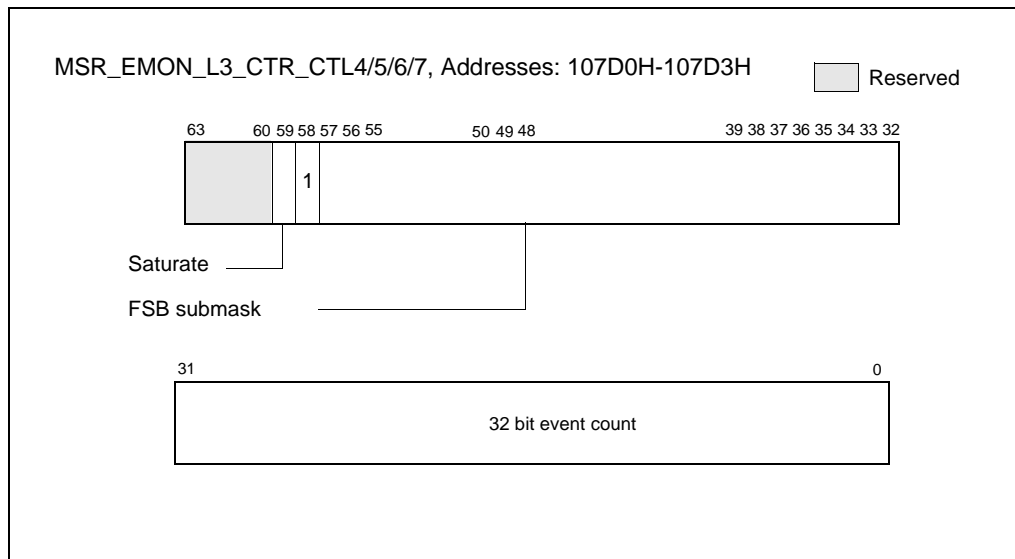 MSR_EMON_L3_CTR_CTL4/5/6/7, Addresses: 107D0H-107D3H
Reserved
63 60 59 58 57 56 55 50 49 48 39 38 37 36 35 34 33 32
1
Saturate
FSB submask
31 0
32 bit event count